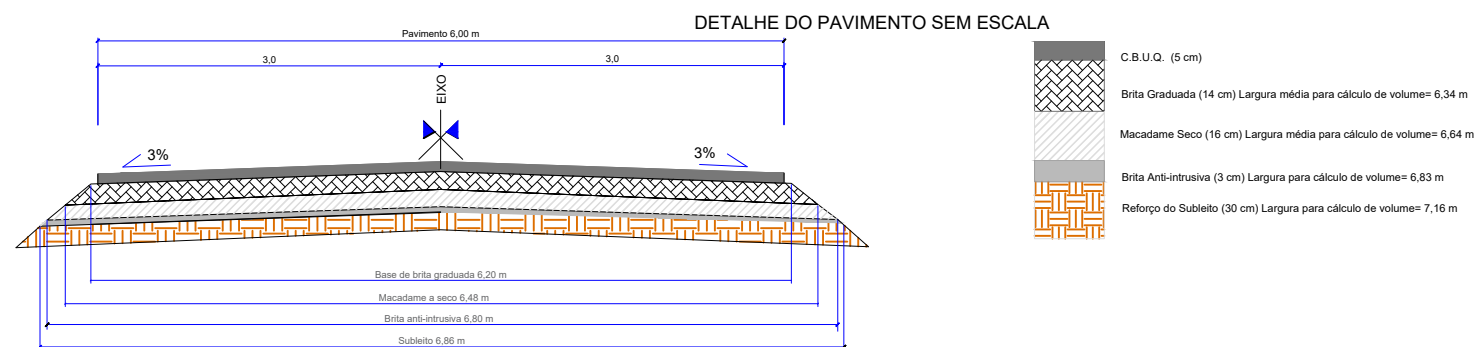 DETALHE DO PAVIMENTO SEM ESCALA
Pavimento 6,00 m
3,0
3,0
EIXO
3%
3%
Base de brita graduada 6,20 m
Macadame a seco 6,48 m
Brita anti-intrusiva 6,80 m
Subleito 6,86 m
C.B.U.Q. (5 cm)
Brita Graduada (14 cm) Largura média para cálculo de volume= 6,34 m
Macadame Seco (16 cm) Largura média para cálculo de volume= 6,64 m
Brita Anti-intrusiva (3 cm) Largura para cálculo de volume= 6,83 m
Reforço do Subleito (30 cm) Largura para cálculo de volume= 7,16 m